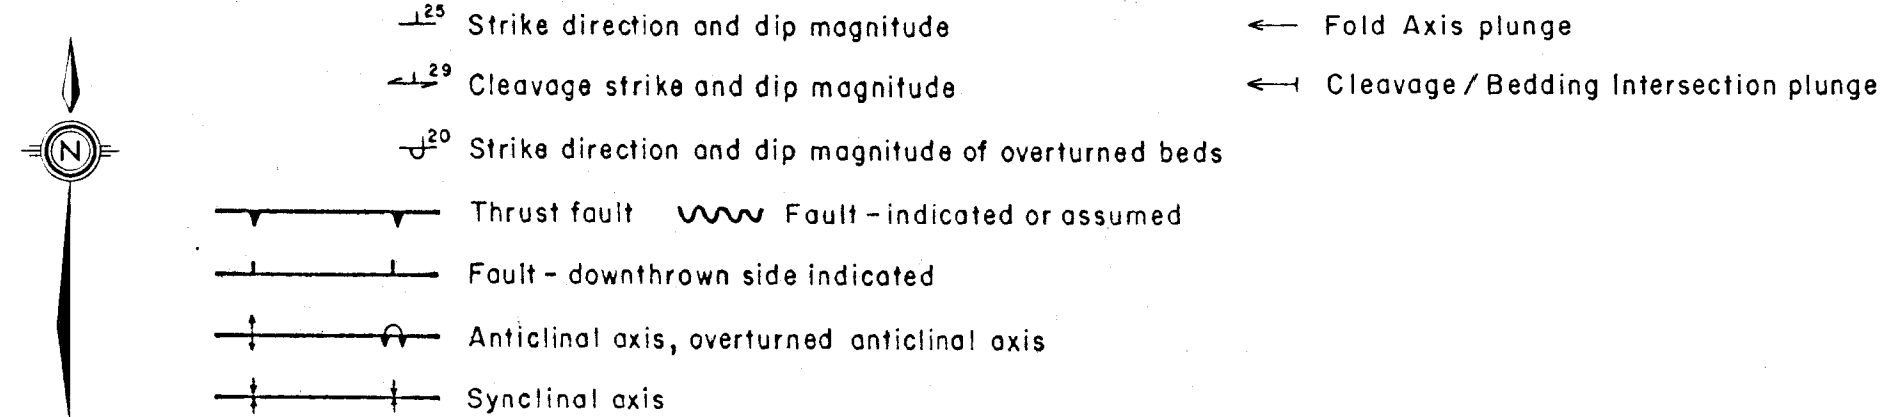 25 Strike direction and dip magnitude
Fold Axis plunge
29 Cleavage strike and dip magnitude
Cleavage / Bedding Intersection plunge
N
20 Strike direction and dip magnitude of overturned beds
Thrust fault
Fault - indicated or assumed
Fault - downthrown side indicated
Anticlinal axis, overturned anticlinal axis
Synclinal axis